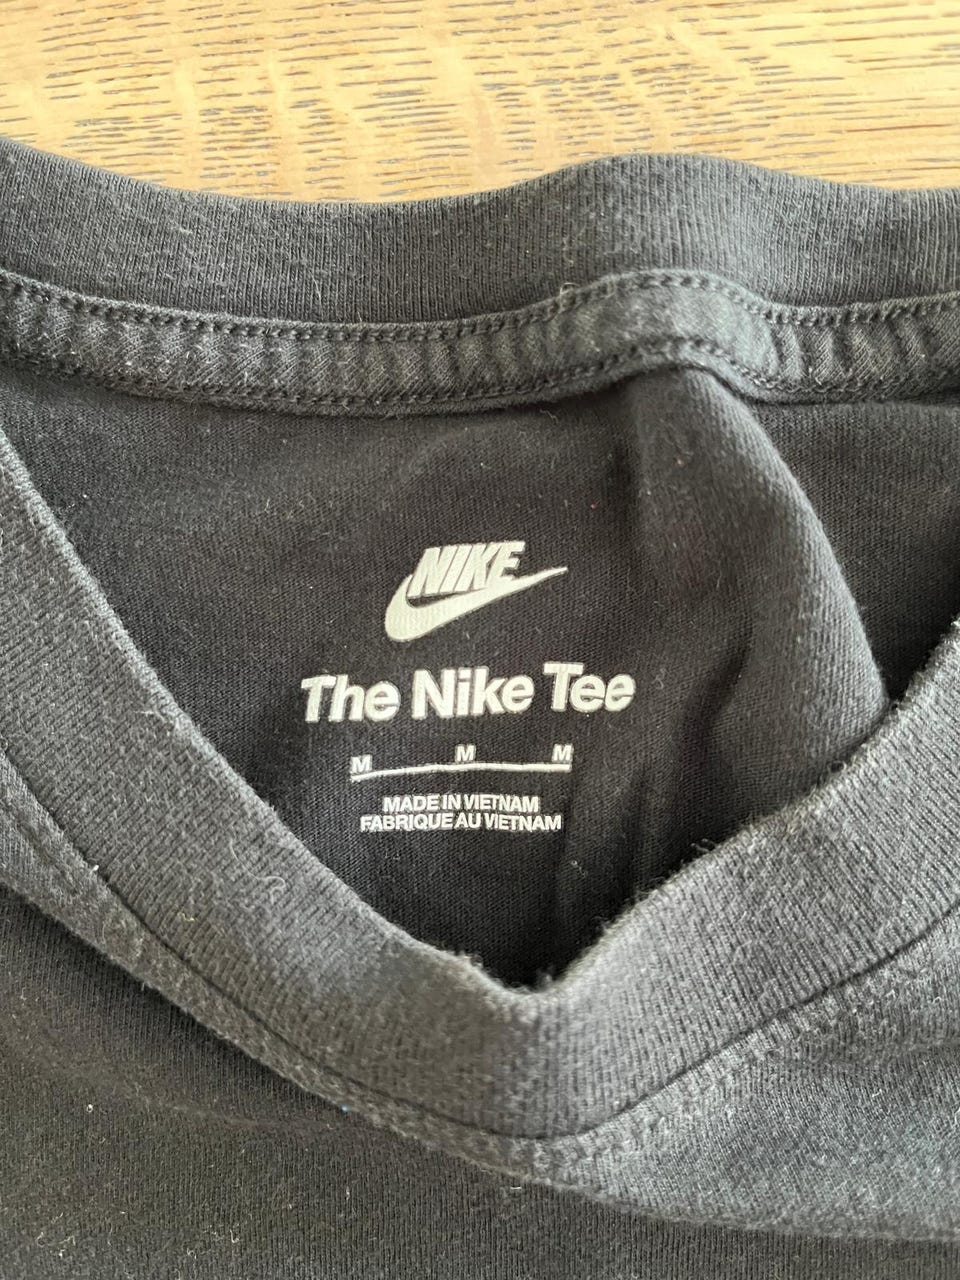 NIKE
The Nike Tee
M M M
MADE IN VIETNAM
FABRIQUE AU VIETNAM